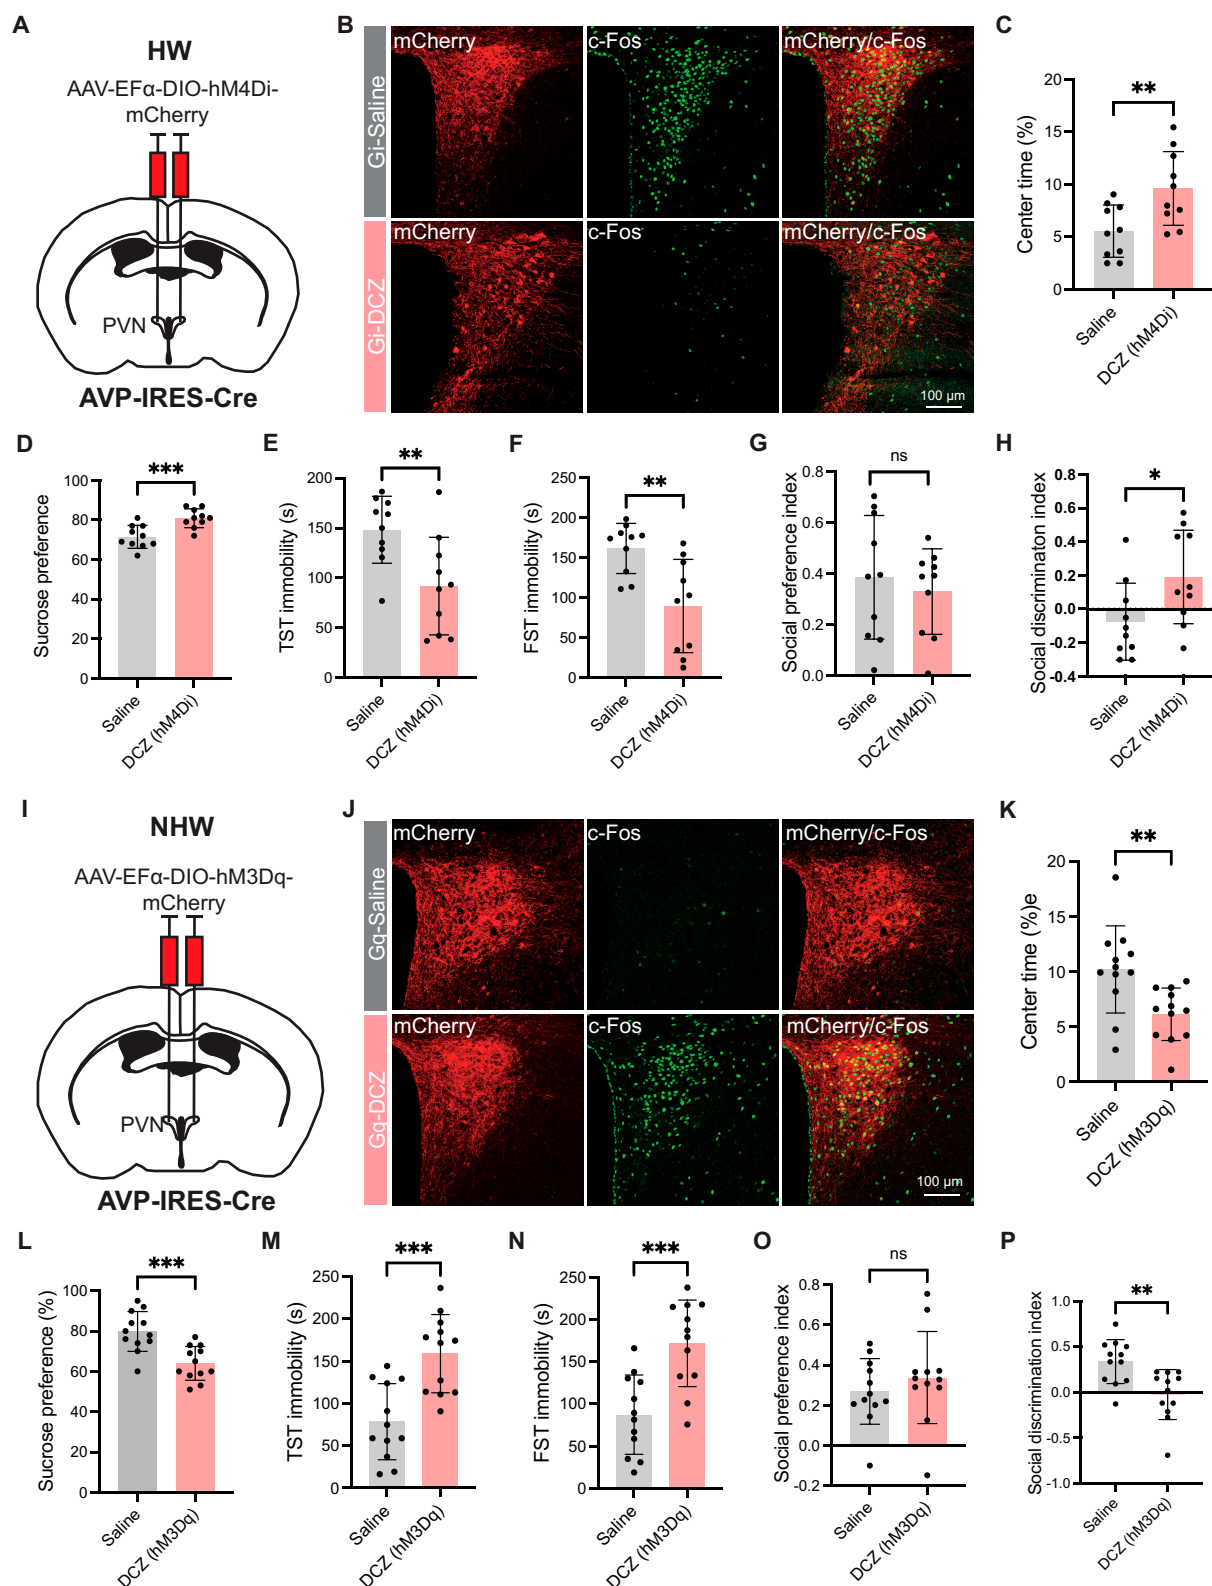 A
HW
AAV-EFα-DIO-hM4Di-
mCherry
PVN
AVP-IRES-Cre
B
Gi-Saline
mCherry
c-Fos
mCherry/c-Fos
Gi-DCZ
mCherry
c-Fos
mCherry/c-Fos
100 µm
C
Center time (%)
20
15
10
5
0
**
Saline
DCZ (hM4Di)
D
Sucrose preference
100
80
60
40
20
0
***
Saline
DCZ (hM4Di)
E
TST immobility (s)
200
150
100
50
0
**
Saline
DCZ (hM4Di)
F
FST immobility (s)
250
200
150
100
50
0
**
Saline
DCZ (hM4Di)
G
Social preference index
0.8
0.6
0.4
0.2
0.0
ns
Saline
DCZ (hM4Di)
H
Social discriminaton index
0.8
0.6
0.4
0.2
0.0
-0.2
-0.4
*
Saline
DCZ (hM4Di)
I
NHW
AAV-EFα-DIO-hM3Dq-
mCherry
PVN
AVP-IRES-Cre
J
Gq-Saline
mCherry
c-Fos
mCherry/c-Fos
Gq-DCZ
mCherry
c-Fos
mCherry/c-Fos
100 µm
K
Center time (%)e
20
15
10
5
0
**
Saline
DCZ (hM3Dq)
L
Sucrose preference (%)
100
80
60
40
20
0
***
Saline
DCZ (hM3Dq)
M
TST immobility (s)
250
200
150
100
50
0
***
Saline
DCZ (hM3Dq)
N
FST immobility (s)
250
200
150
100
50
0
***
Saline
DCZ (hM3Dq)
O
Social preference index
0.8
0.6
0.4
0.2
0.0
-0.2
ns
Saline
DCZ (hM3Dq)
P
Social discrimination index
1.0
0.5
0.0
-0.5
-1.0
**
Saline
DCZ (hM3Dq)